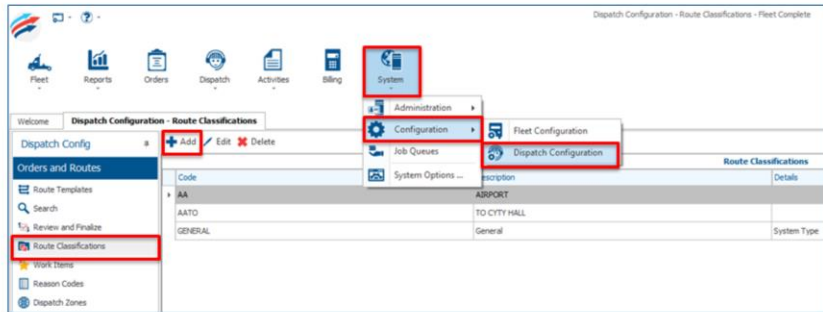 Dispatch Configuration - Route Classifications - Fleet Complete
Fleet Reports Orders Dispatch Activities Billing System
Administration
Welcome Dispatch Configuration - Route Classifications
Configuration Fleet Configuration
Dispatch Config Add Edit Delete
Job Queues Dispatch Configuration
Orders and Routes Route Classifications
System Options ...
Code escription Details
Route Templates
AA AIRPORT
Search
AATO TO CYTY HALL
Review and Finalize
GENERAL General System Type
Route Classifications
Work Items
Reason Codes
Dispatch Zones